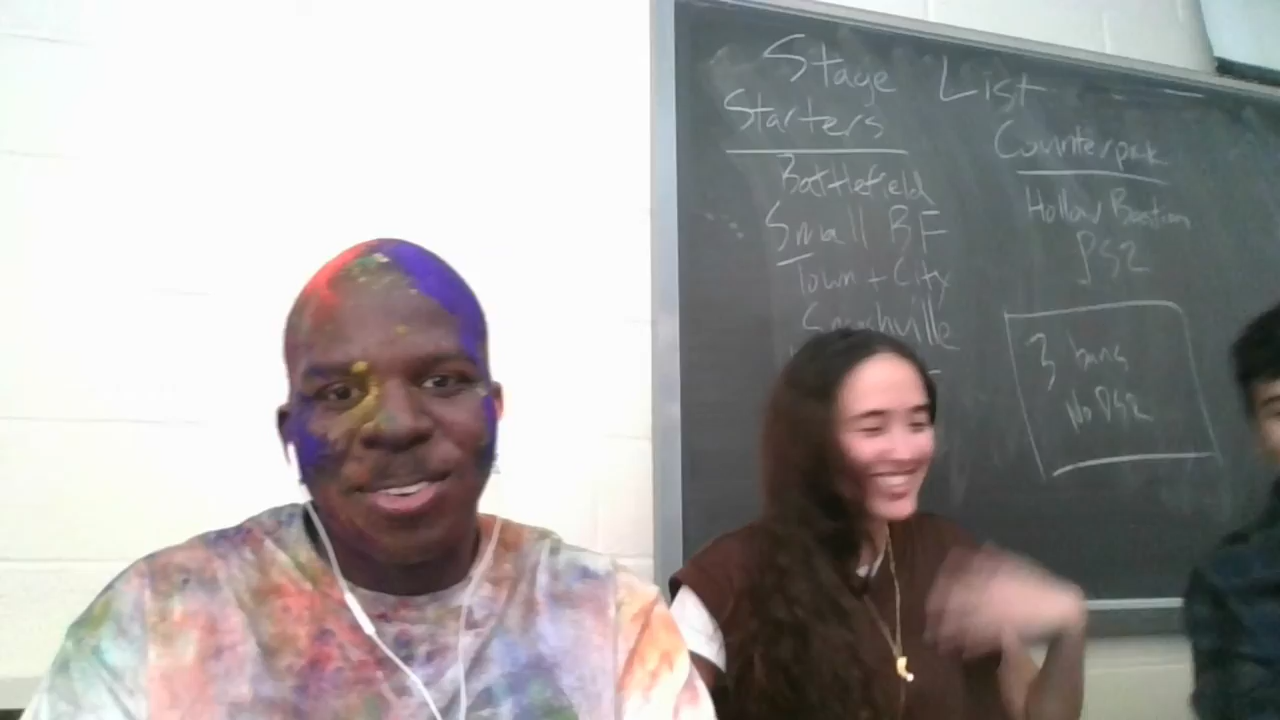 Stage List
Starters
Battlefield
Small BF
Town + City
Smashville
Counterpick
Hollow Bastion
PS2
3 bans
No PS2